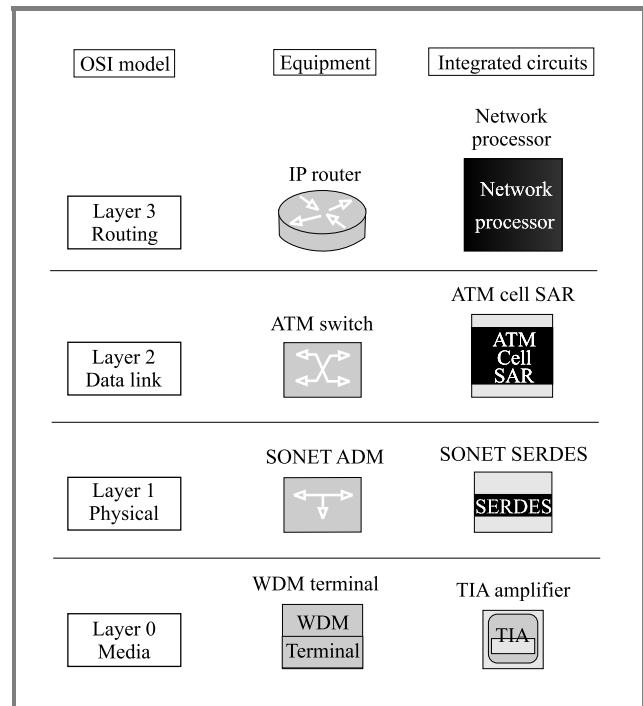 OSI model
Equipment
Integrated circuits
Network
processor
IP router
Network
processor
Layer 3
Routing
ATM cell SAR
ATM switch
ATM
Cell
SAR
Layer 2
Data link
SONET ADM
SONET SERDES
Layer 1
Physical
SERDES
WDM terminal
TIA amplifier
Layer 0
Media
WDM
Terminal
TIA